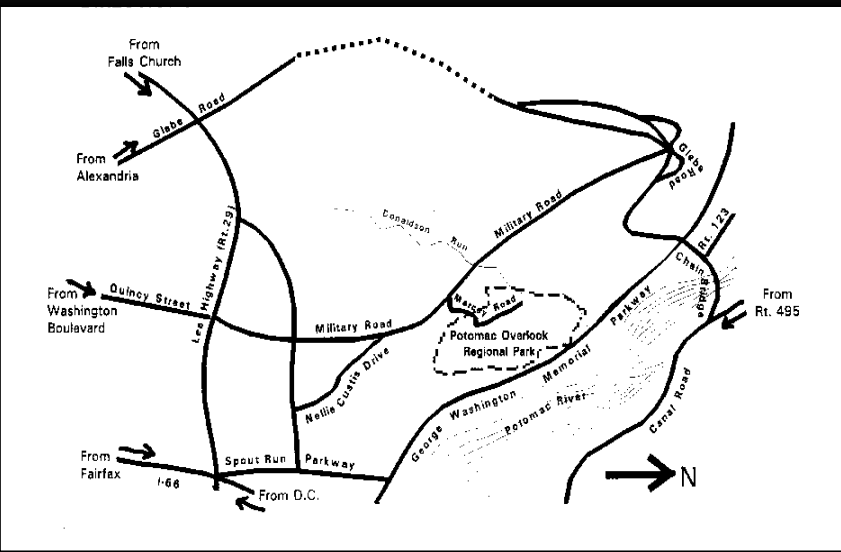 From
Falls Church
Glebe Road
From
Alexandria
Glebe
Road
Donaldson Run
Military Road
Lee Highway (Rt.29)
Rt. 123
Chain
Bridge
From
Washington
Boulevard
Quincy Street
Marcey Road
Parkway
From
Rt. 495
Military Road
Potomac Overlook
Regional Park
Nellie Custis Drive
George Washington Memorial
Potomac River
Canal Road
From
Fairfax
I-66
Spout Run Parkway
From D.C.
N